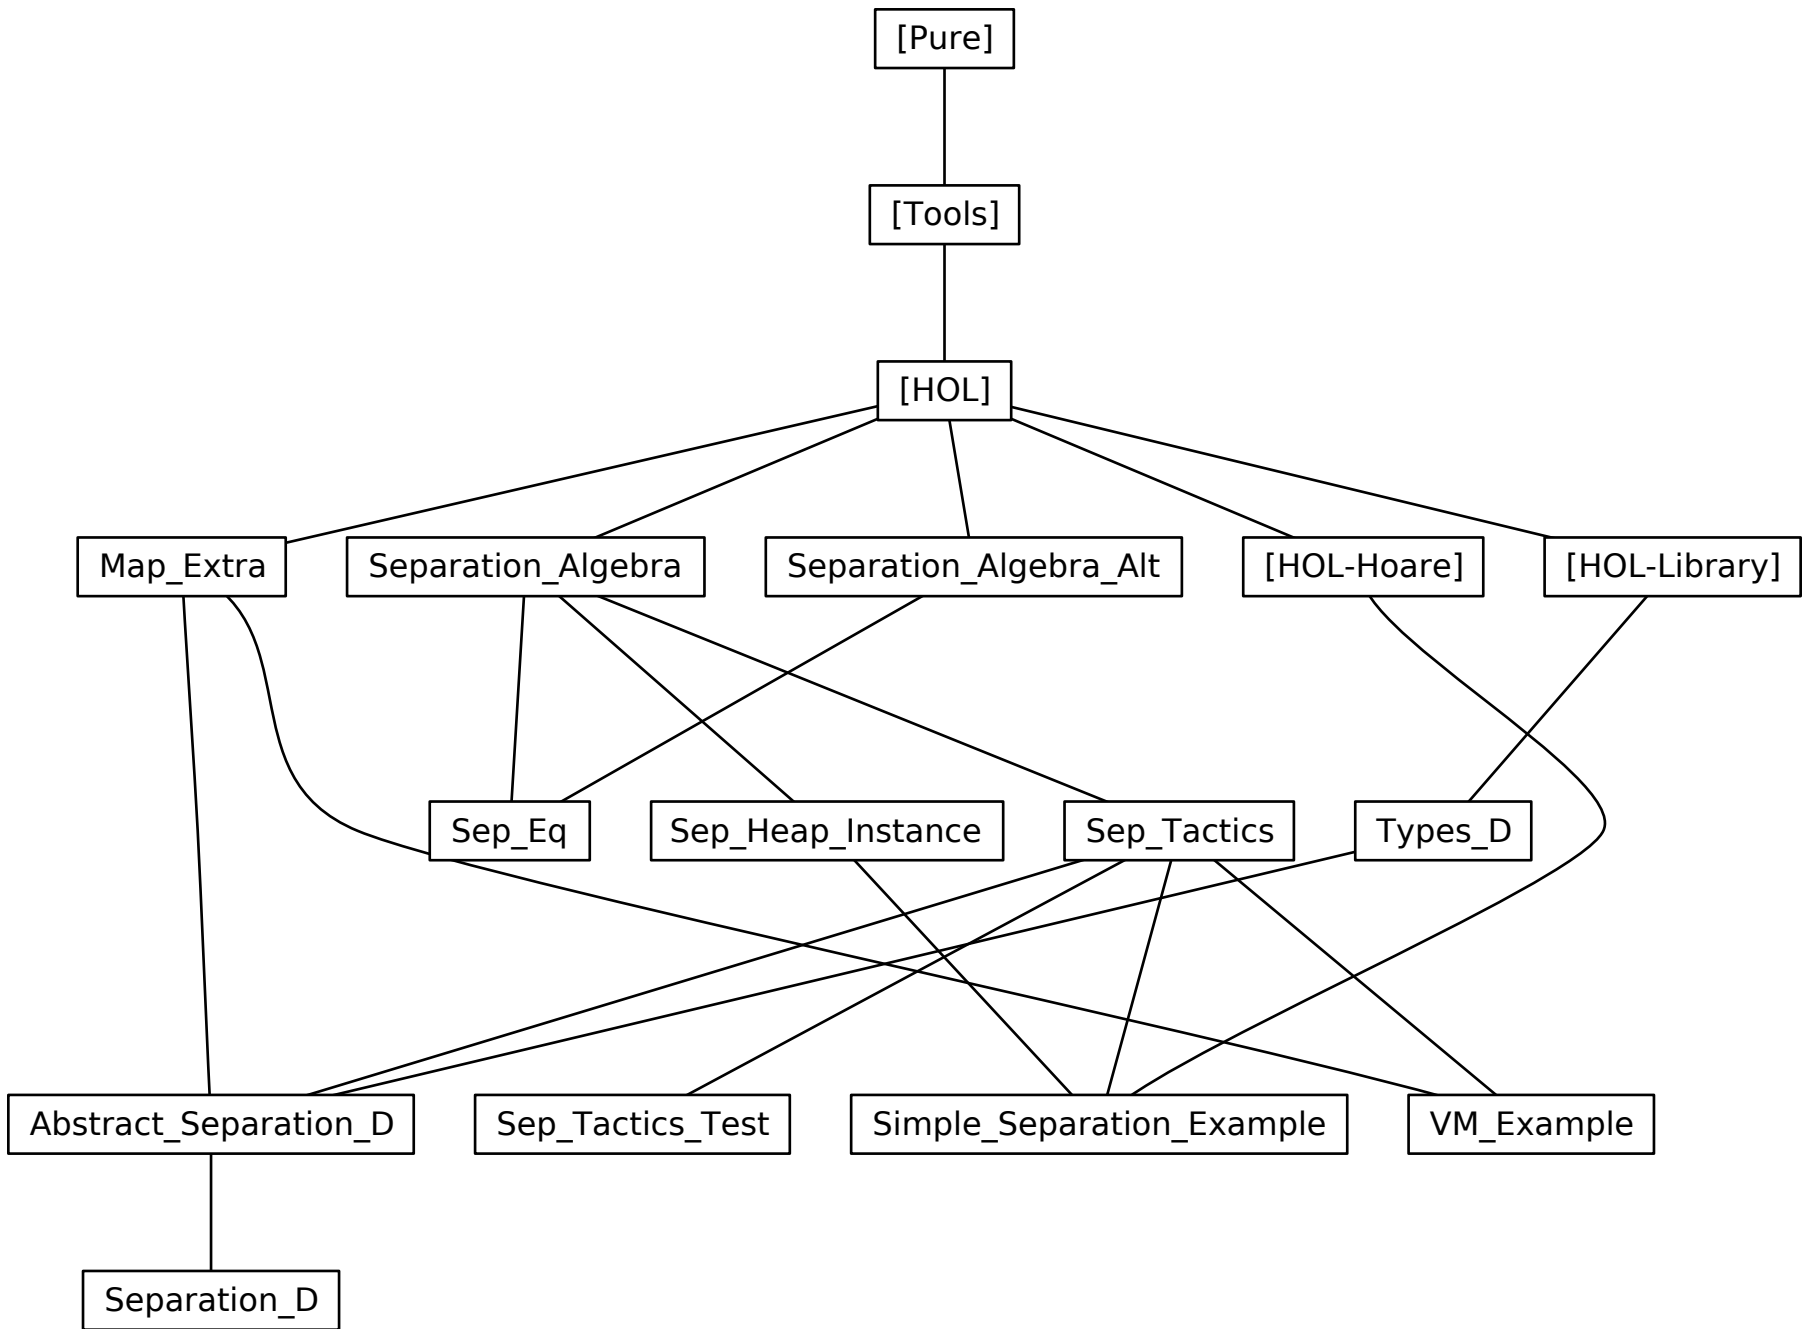 [Pure]
[Tools]
[HOL]
Map_Extra
Separation_Algebra
Separation_Algebra_Alt
[HOL-Hoare]
[HOL-Library]
Sep_Eq
Sep_Heap_Instance
Sep_Tactics
Types_D
Abstract_Separation_D
Sep_Tactics_Test
Simple_Separation_Example
VM_Example
Separation_D